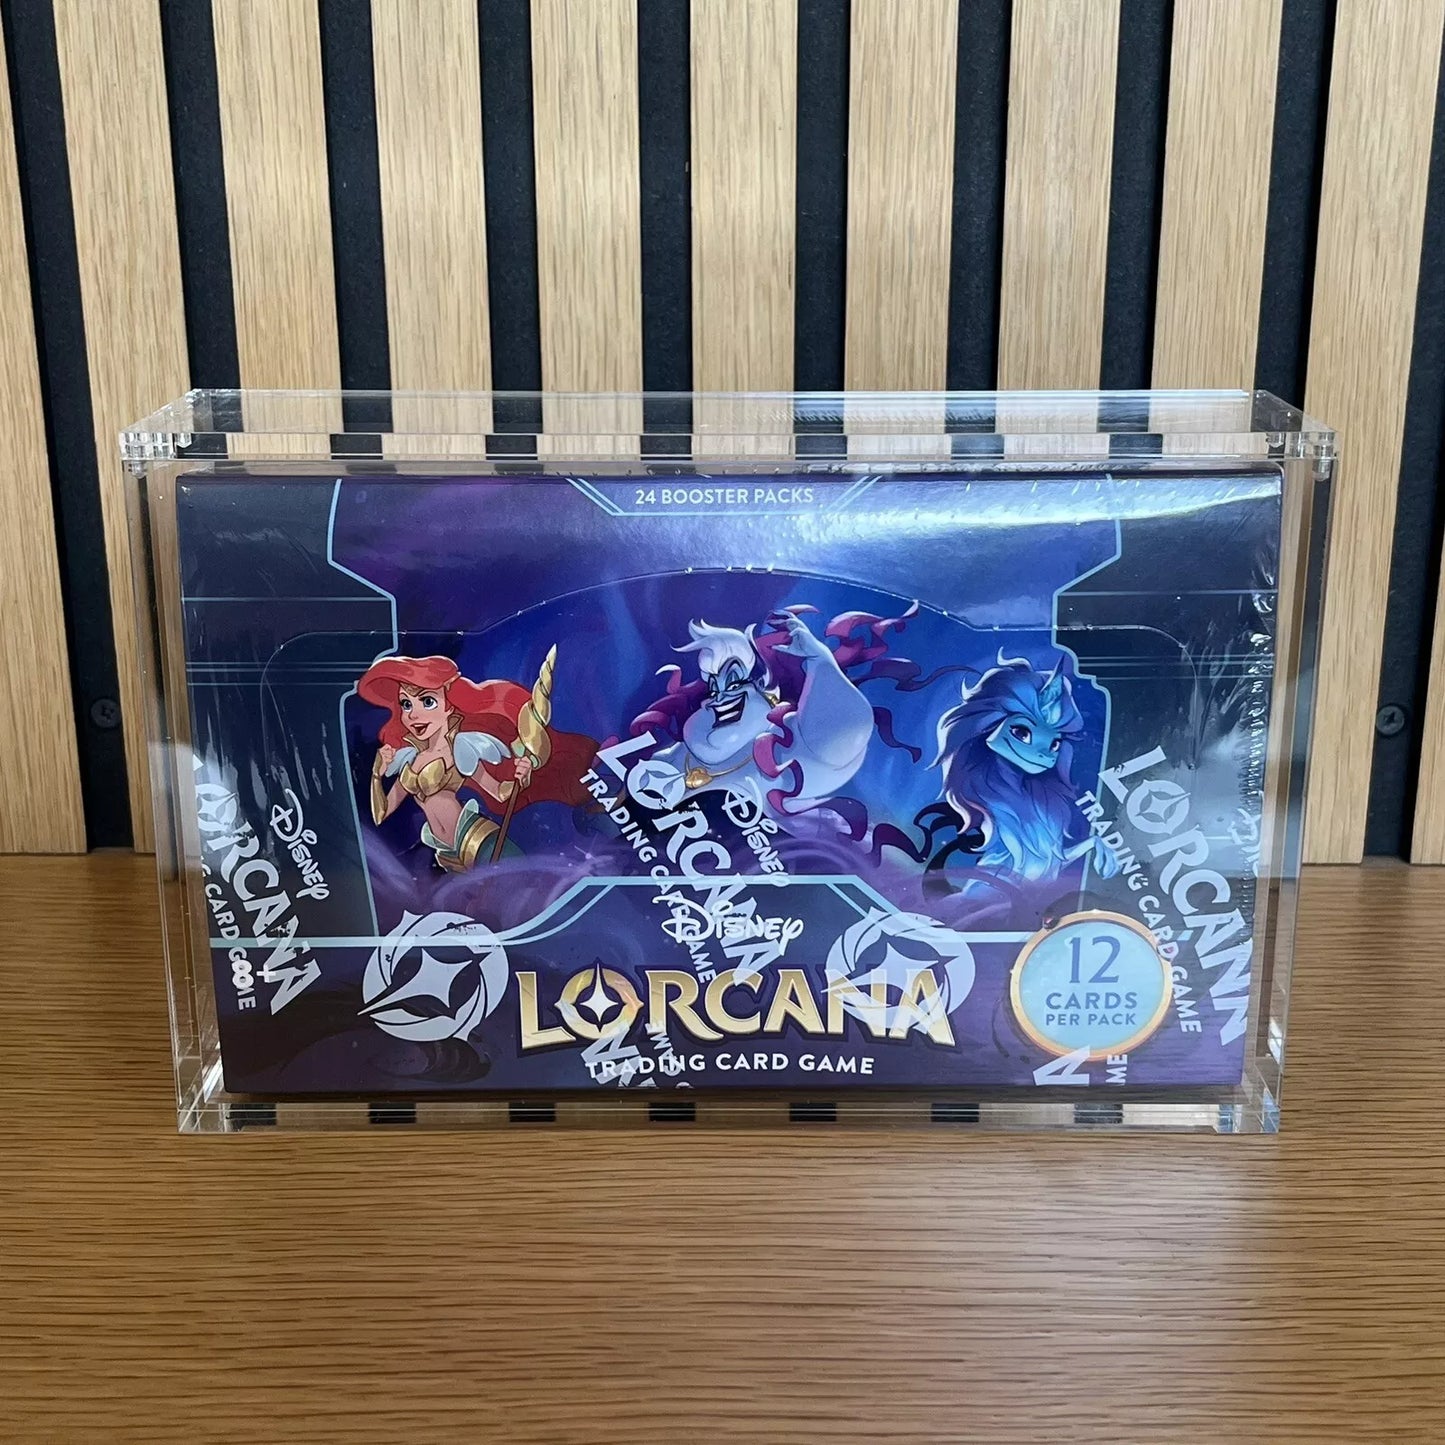 24 BOOSTER PACKS
LORCANA
TRADING CARD GAME
DISNEY
LORCANA
TRADING CARD GAME
DISNEY
LORCANA
TRADING CARD GAME
DISNEY
LORCANA
TRADING CARD GAME
12
CARDS
PER PACK
8+